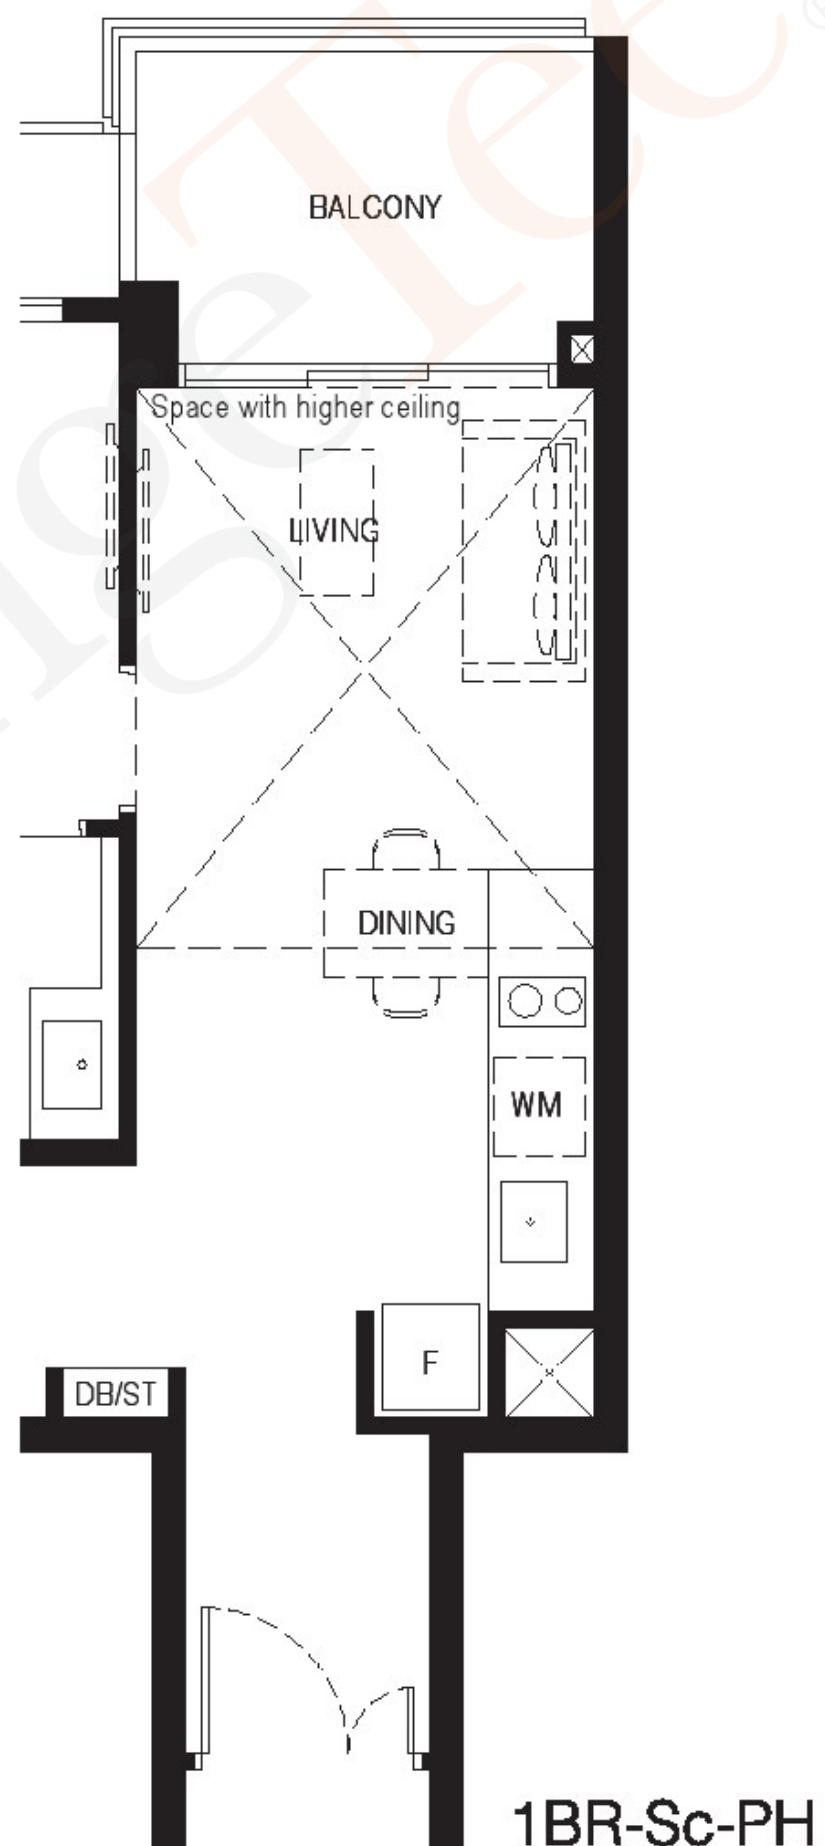 BALCONY
Space with higher ceiling
LIVING
DINING
WM
F
DB/ST
1BR-Sc-PH